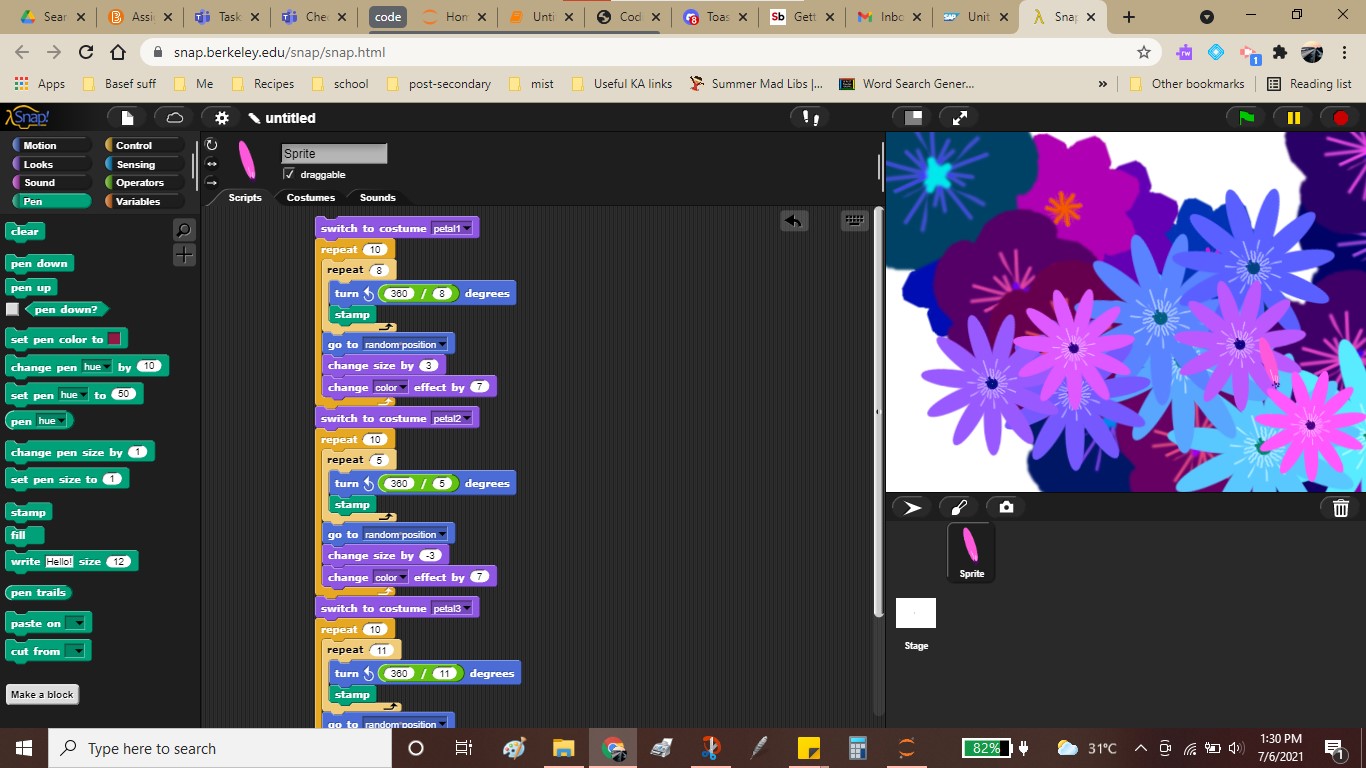 Sear
Assi
Task
Che
code
Hon
Unti
Cod
Toas
Gett
Inbo
Unit
Snap
snap.berkeley.edu/snap/snap.html
Apps
Basef suff
Me
Recipes
school
post-secondary
mist
Useful KA links
Summer Mad Libs |...
Word Search Gener...
»
Other bookmarks
Reading list
Snap!
untitled
Motion
Control
Looks
Sensing
Sound
Operators
Pen
Variables
Sprite
draggable
Scripts
Costumes
Sounds
clear
pen down
pen up
pen down?
set pen color to
change pen hue by 10
set pen hue to 50
pen hue
change pen size by 1
set pen size to 1
stamp
fill
write Hello! size 12
pen trails
paste on
cut from
Make a block
switch to costume petal1
repeat 10
repeat 8
turn 360 / 8 degrees
stamp
go to random position
change size by 3
change color effect by 7
switch to costume petal2
repeat 10
repeat 5
turn 360 / 5 degrees
stamp
go to random position
change size by -3
change color effect by 7
switch to costume petal3
repeat 10
repeat 11
turn 360 / 11 degrees
stamp
go to random position
Sprite
Stage
Type here to search
82%
31°C
1:30 PM
7/6/2021
1